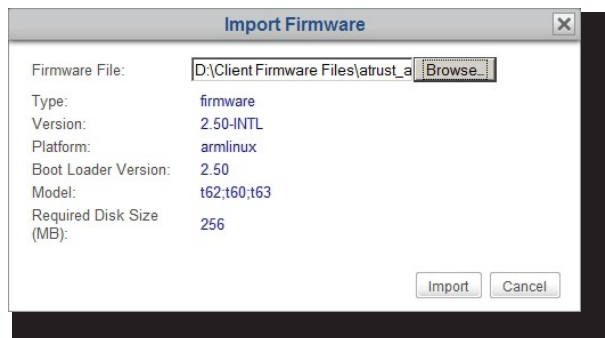 Import Firmware
Firmware File: D:\Client Firmware Files\atrust_a Browse...
Type: firmware
Version: 2.50-INTL
Platform: armlinux
Boot Loader Version: 2.50
Model: t62;t60;t63
Required Disk Size
(MB): 256
Import Cancel